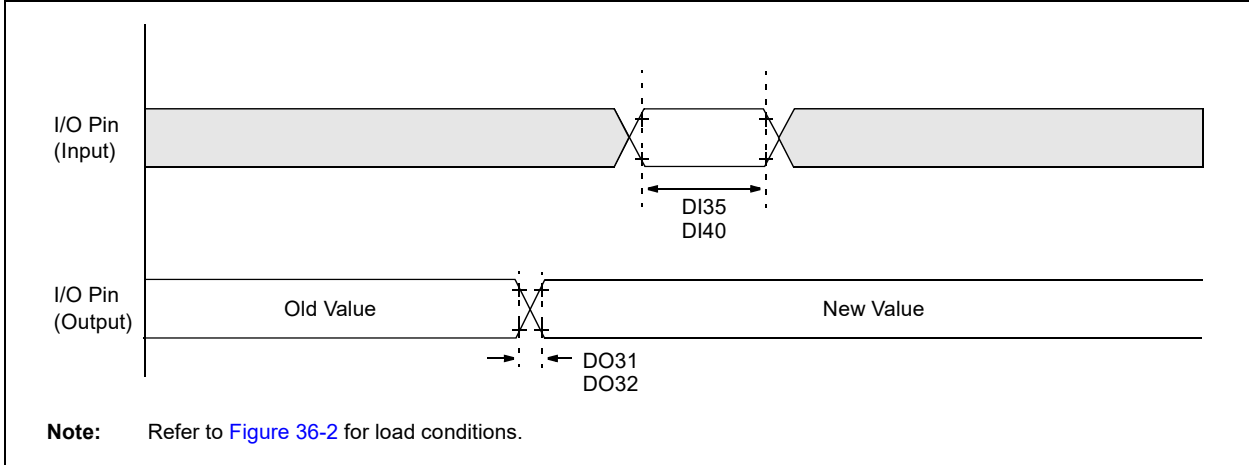 I/O Pin
(Input)
DI35
DI40
I/O Pin
(Output)
Old Value
New Value
DO31
DO32
Note: Refer to Figure 36-2 for load conditions.